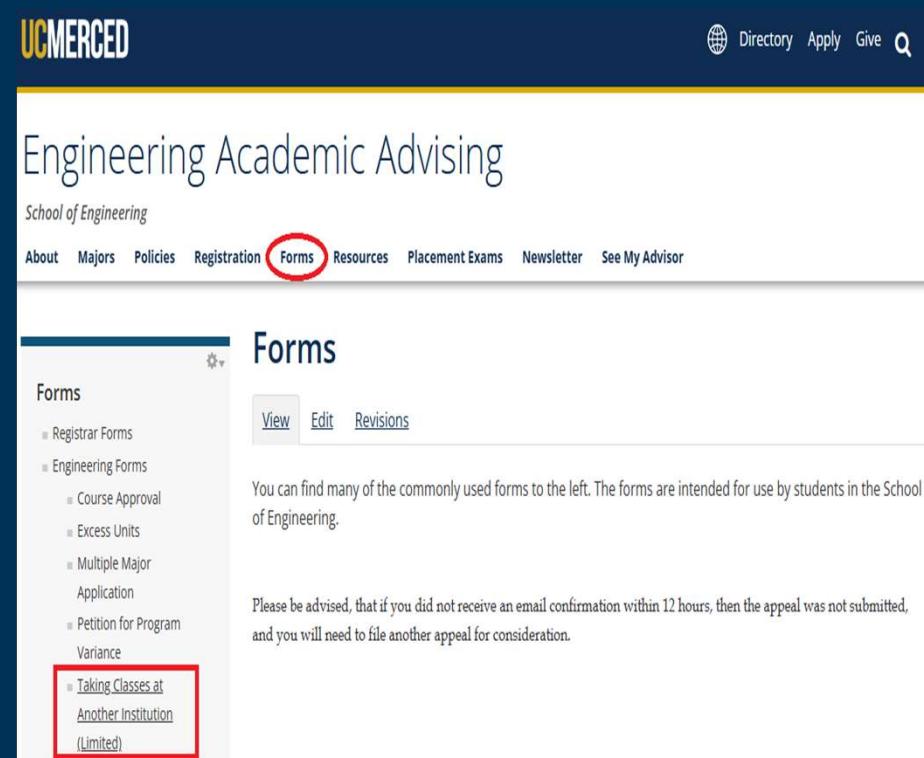 UCMERCED
Directory Apply Give
Engineering Academic Advising
School of Engineering
About Majors Policies Registration Forms Resources Placement Exams Newsletter See My Advisor
Forms
Registrar Forms
Engineering Forms
Course Approval
Excess Units
Multiple Major
Application
Petition for Program
Variance
Taking Classes at
Another Institution
(Limited)
Forms
View Edit Revisions
You can find many of the commonly used forms to the left. The forms are intended for use by students in the School
of Engineering.
Please be advised, that if you did not receive an email confirmation within 12 hours, then the appeal was not submitted,
and you will need to file another appeal for consideration.